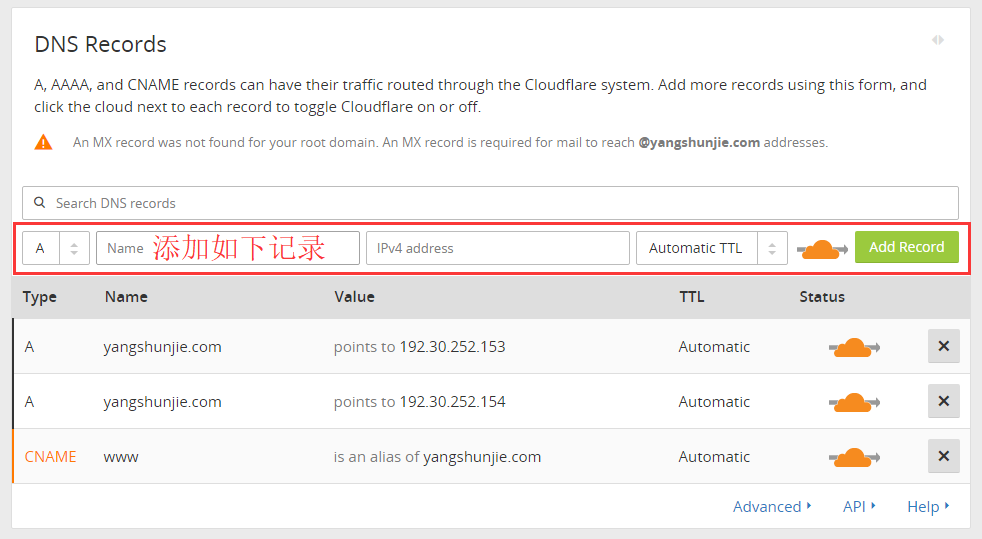 DNS Records
A, AAAA, and CNAME records can have their traffic routed through the Cloudflare system. Add more records using this form, and
click the cloud next to each record to toggle Cloudflare on or off.
An MX record was not found for your root domain. An MX record is required for mail to reach @yangshunjie.com addresses.
Search DNS records
A Name 添加如下记录 IPv4 address Automatic TTL Add Record
Type Name Value TTL Status
A yangshunjie.com points to 192.30.252.153 Automatic
A yangshunjie.com points to 192.30.252.154 Automatic
CNAME www is an alias of yangshunjie.com Automatic
Advanced API Help